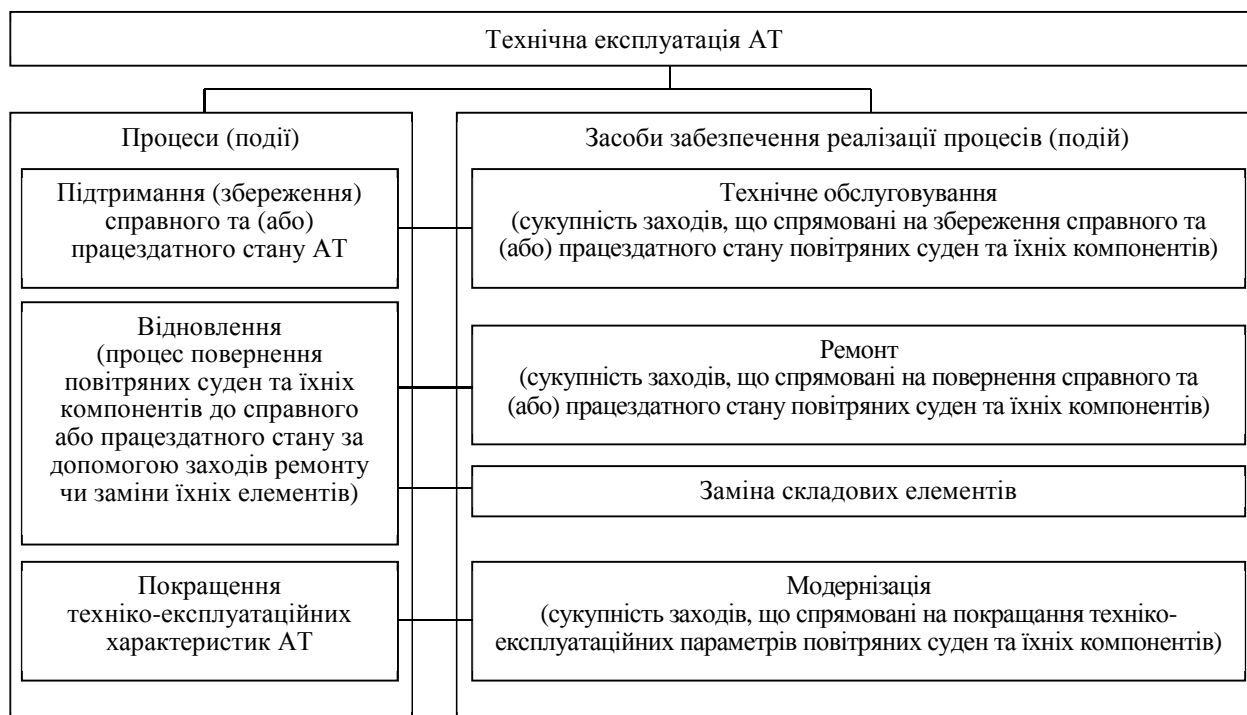 Технічна експлуатація АТ
Процеси (події)
Підтримання (збереження)
справного та (або)
працездатного стану АТ
Відновлення
(процес повернення
повітряних суден та їхніх
компонентів до справного
або працездатного стану за
допомогою заходів ремонту
чи заміни їхніх елементів)
Покращення
техніко-експлуатаційних
характеристик АТ
Засоби забезпечення реалізації процесів (подій)
Технічне обслуговування
(сукупність заходів, що спрямовані на збереження справного та
(або) працездатного стану повітряних суден та їхніх компонентів)
Ремонт
(сукупність заходів, що спрямовані на повернення справного та
(або) працездатного стану повітряних суден та їхніх компонентів)
Заміна складових елементів
Модернізація
(сукупність заходів, що спрямовані на покращання техніко-
експлуатаційних параметрів повітряних суден та їхніх компонентів)